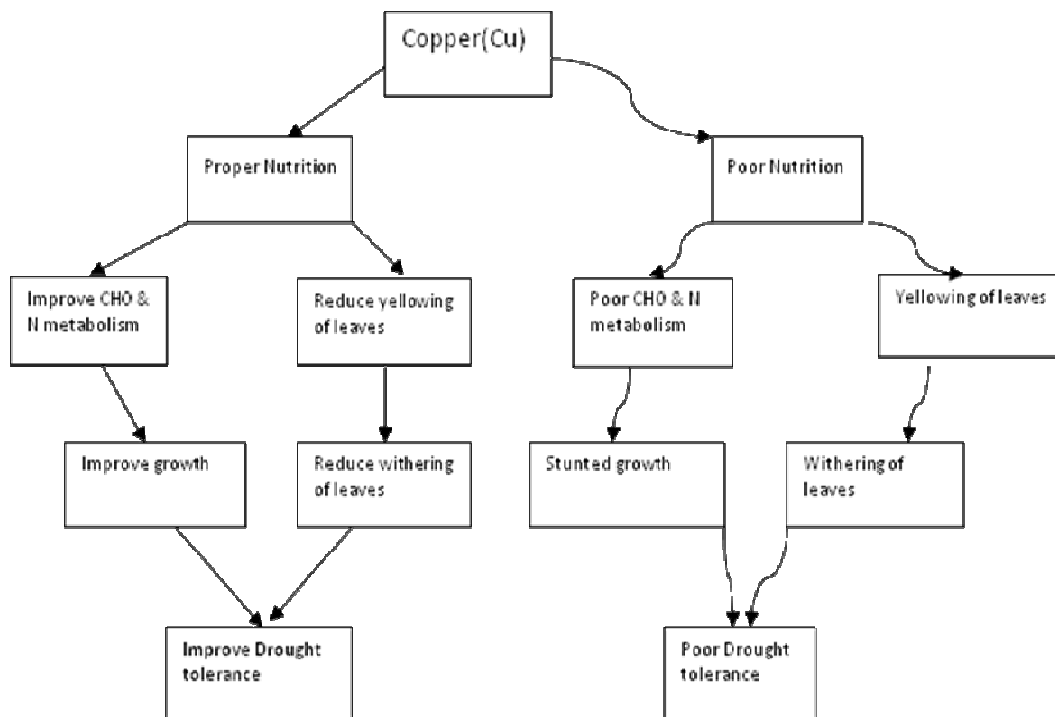 Copper(Cu)
Proper Nutrition
Poor Nutrition
Improve CHO &
N metabolism
Reduce yellowing
of leaves
Poor CHO & N
metabolism
Yellowing of leaves
Improve growth
Reduce withering
of leaves
Stunted growth
Withering of
leaves
Improve Drought
tolerance
Poor Drought
tolerance